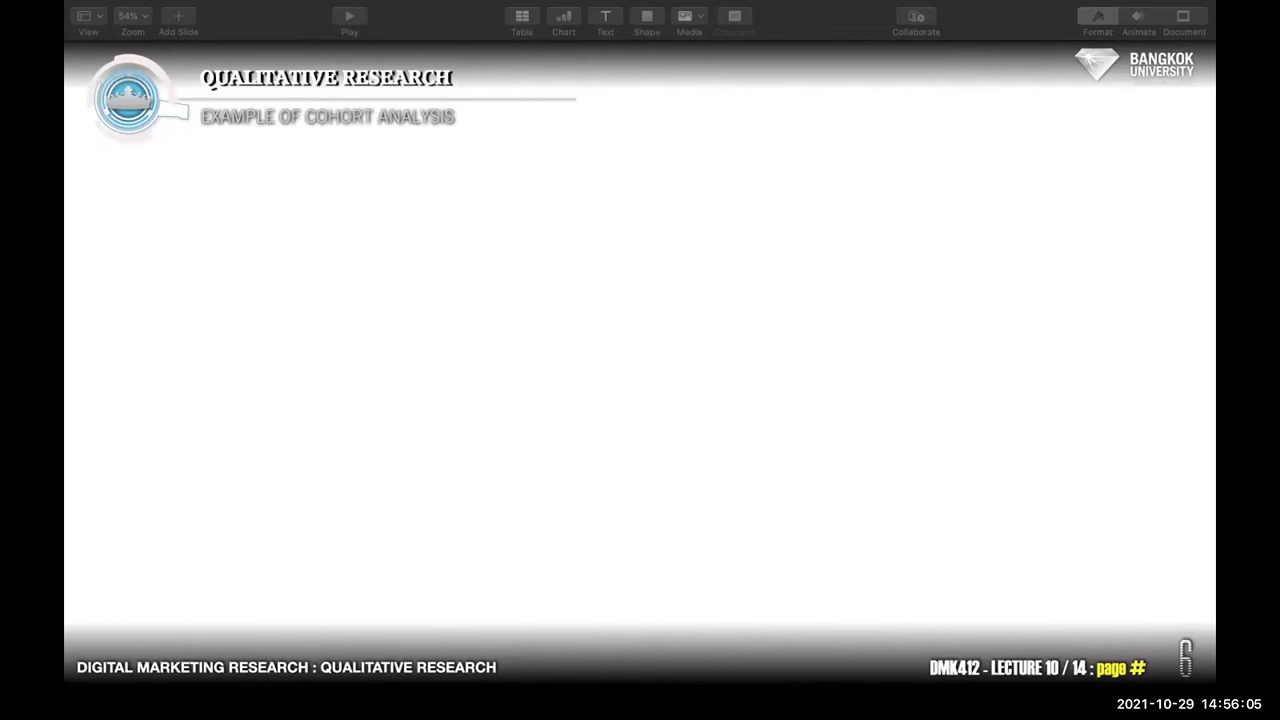 54%
View
Zoom
Add Slide
Play
Table
Chart
Text
Shape
Media
Comment
Collaborate
Format
Animate
Document
QUALITATIVE RESEARCH
EXAMPLE OF COHORT ANALYSIS
BANGKOK
UNIVERSITY
DIGITAL MARKETING RESEARCH : QUALITATIVE RESEARCH
DMK412 - LECTURE 10 / 14 : page #
6
2021-10-29 14:56:05